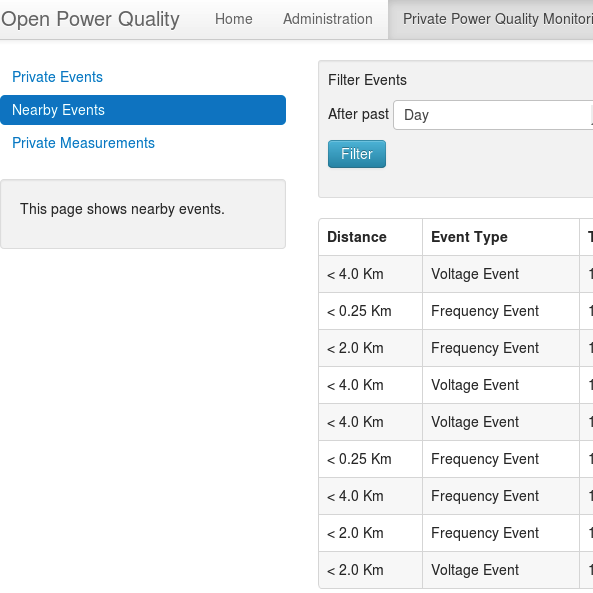 Open Power Quality Home Administration Private Power Quality Monitori
Private Events
Nearby Events
Private Measurements
This page shows nearby events.
Filter Events
After past Day
Filter
Distance Event Type
< 4.0 Km Voltage Event 1
< 0.25 Km Frequency Event 1
< 2.0 Km Frequency Event 1
< 4.0 Km Voltage Event 1
< 4.0 Km Voltage Event 1
< 0.25 Km Frequency Event 1
< 4.0 Km Frequency Event 1
< 2.0 Km Frequency Event 1
< 2.0 Km Voltage Event 1